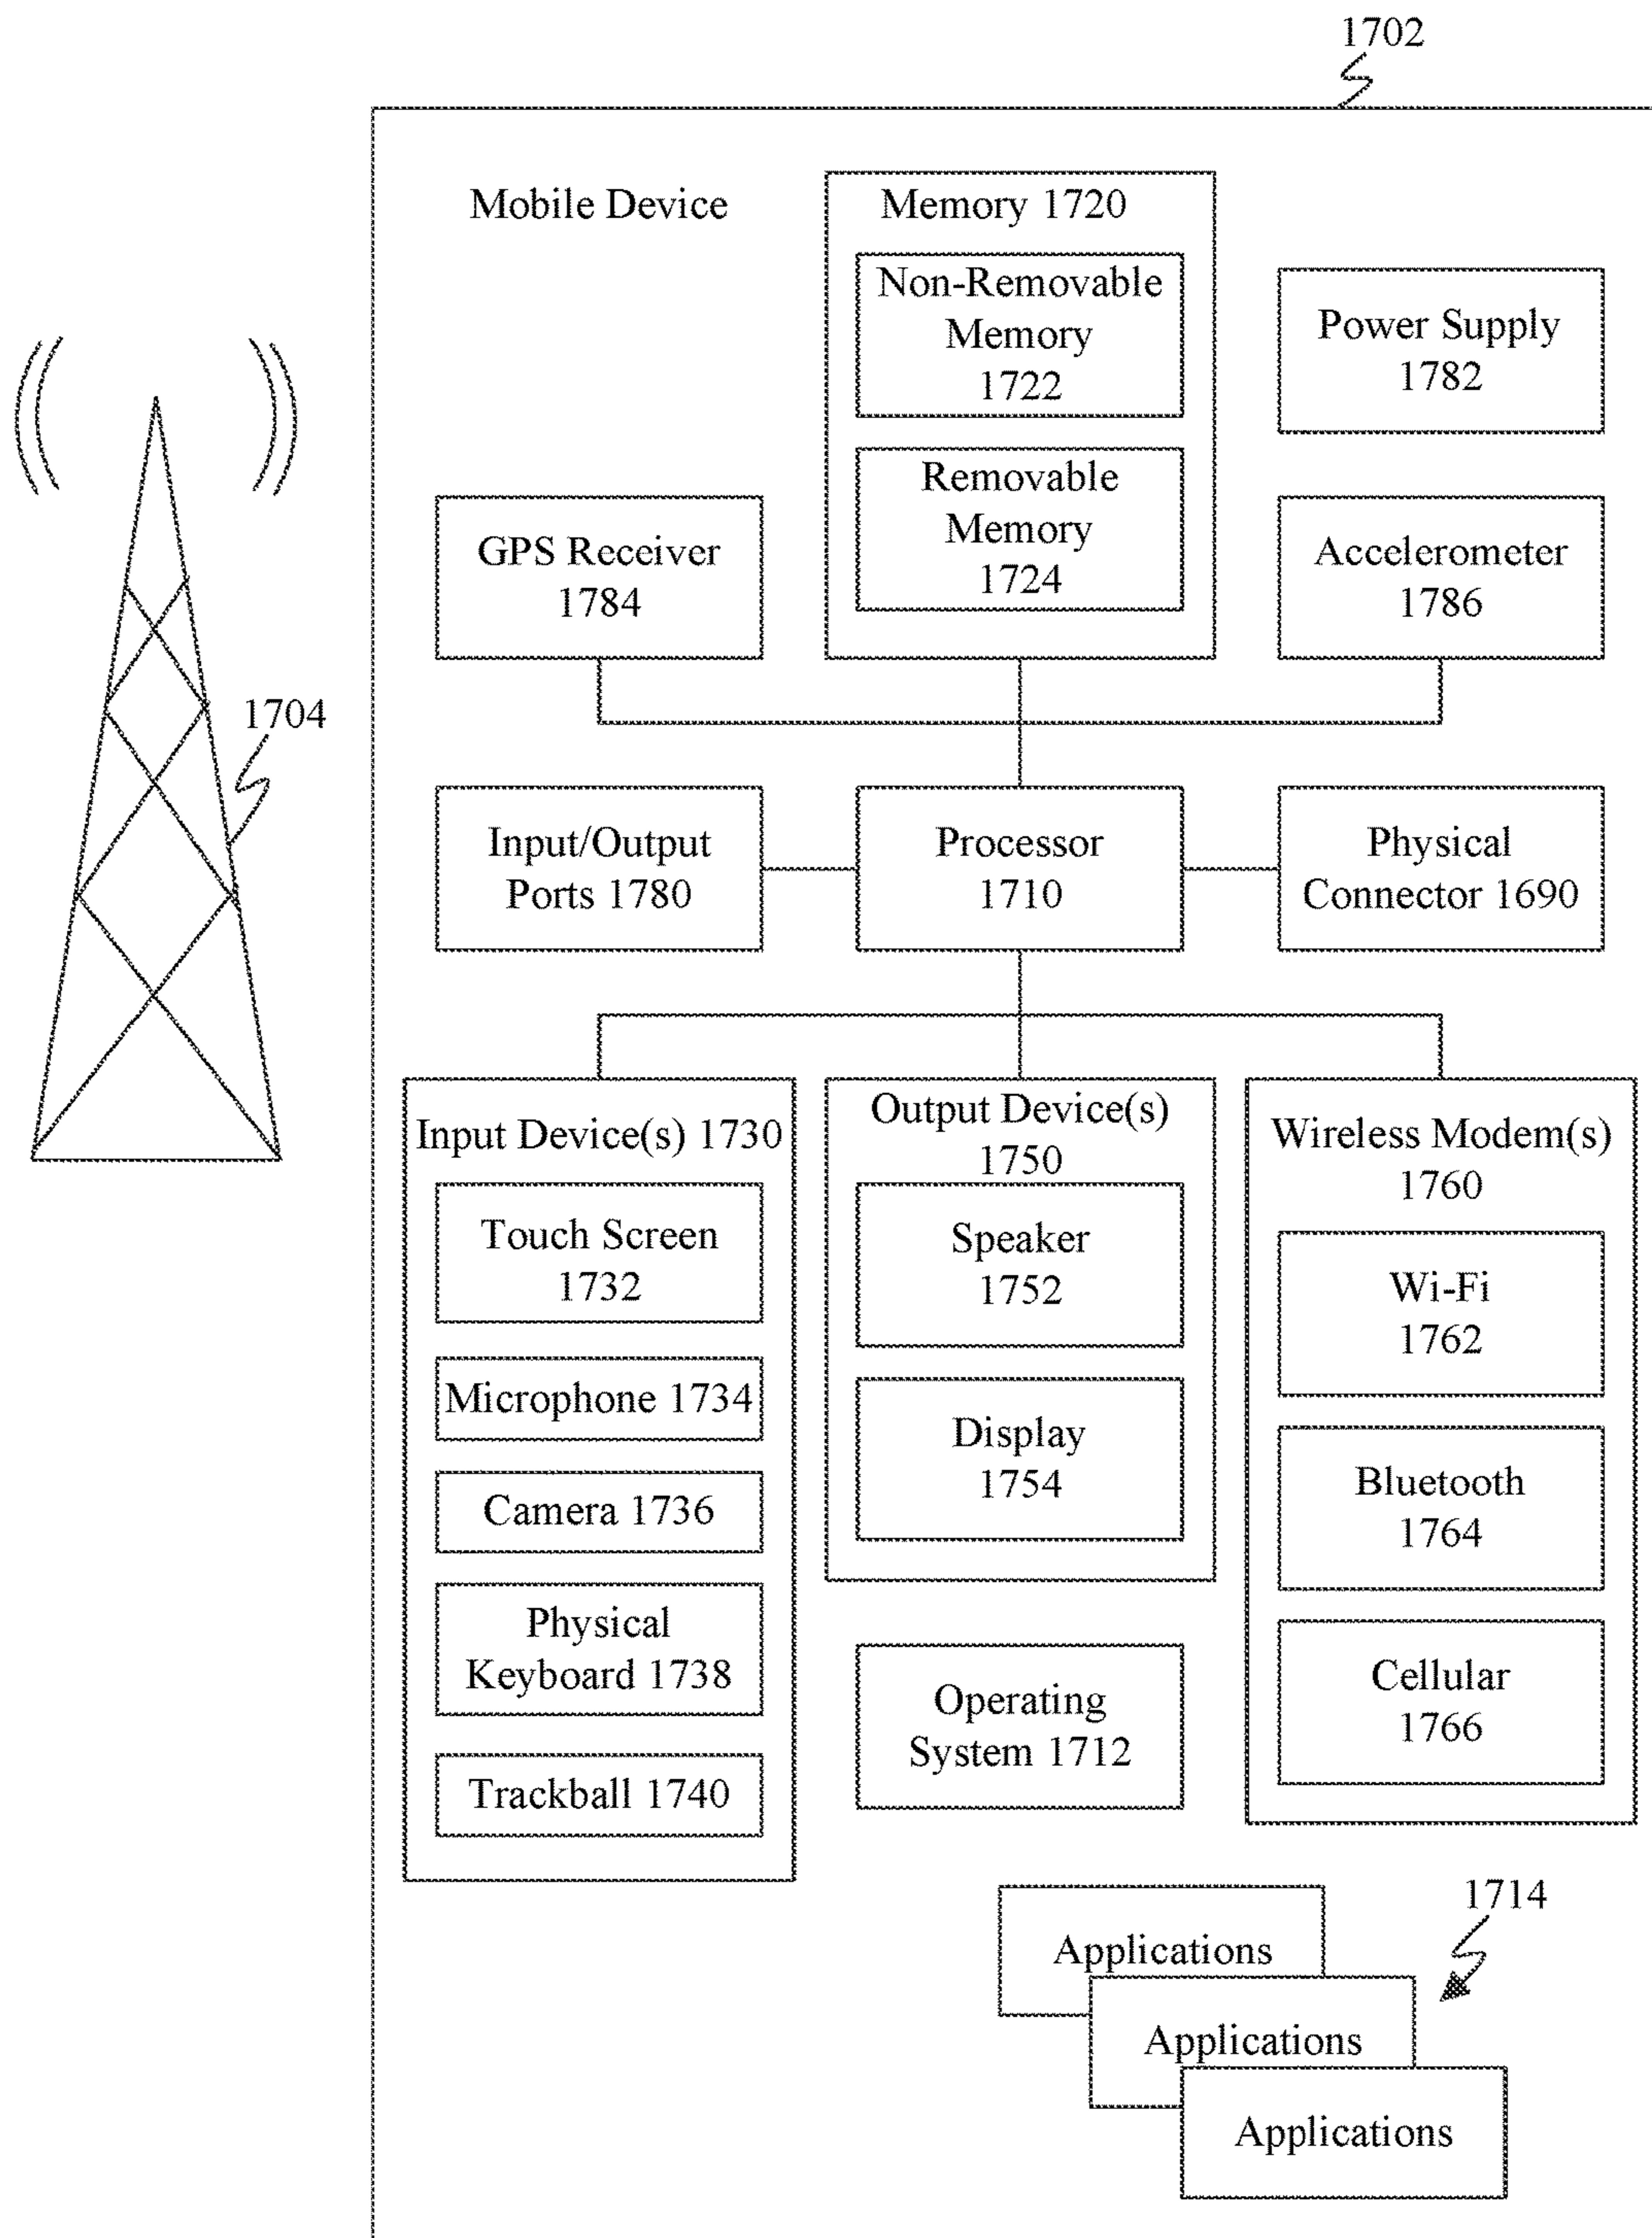 1702
Mobile Device
Memory 1720
Non-Removable
Memory
1722
Removable
Memory
1724
Power Supply
1782
GPS Receiver
1784
Accelerometer
1786
1704
Input/Output
Ports 1780
Processor
1710
Physical
Connector 1690
Input Device(s) 1730
Touch Screen
1732
Microphone 1734
Camera 1736
Physical
Keyboard 1738
Trackball 1740
Output Device(s)
1750
Speaker
1752
Display
1754
Operating
System 1712
Wireless Modem(s)
1760
Wi-Fi
1762
Bluetooth
1764
Cellular
1766
1714
Applications
Applications
Applications